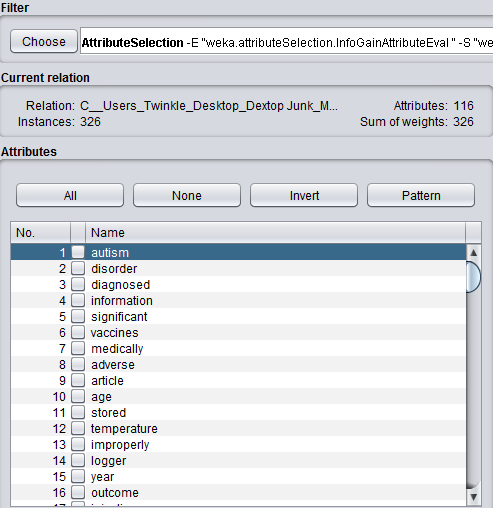 Filter
Choose AttributeSelection -E "weka.attributeSelection.InfoGainAttributeEval " -S "we
Current relation
Relation: C__Users_Twinkle_Desktop_Dextop Junk_M... Attributes: 116
Instances: 326 Sum of weights: 326
Attributes
All None Invert Pattern
No. Name
1 autism
2 disorder
3 diagnosed
4 information
5 significant
6 vaccines
7 medically
8 adverse
9 article
10 age
11 stored
12 temperature
13 improperly
14 logger
15 year
16 outcome